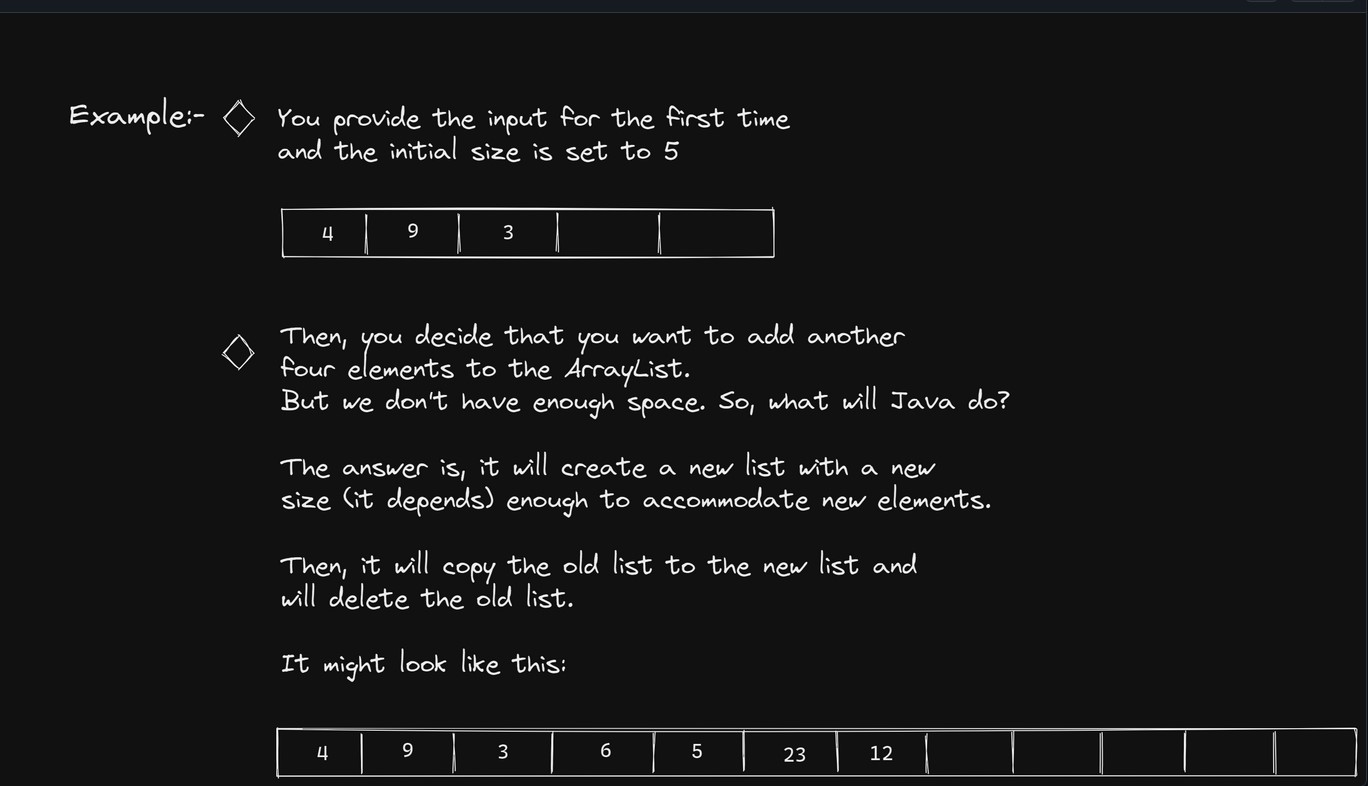 Example:- You provide the input for the first time
and the initial size is set to 5
4 9 3
Then, you decide that you want to add another
four elements to the ArrayList.
But we don't have enough space. So, what will Java do?
The answer is, it will create a new list with a new
size (it depends) enough to accommodate new elements.
Then, it will copy the old list to the new list and
will delete the old list.
It might look like this:
4 9 3 6 5 23 12